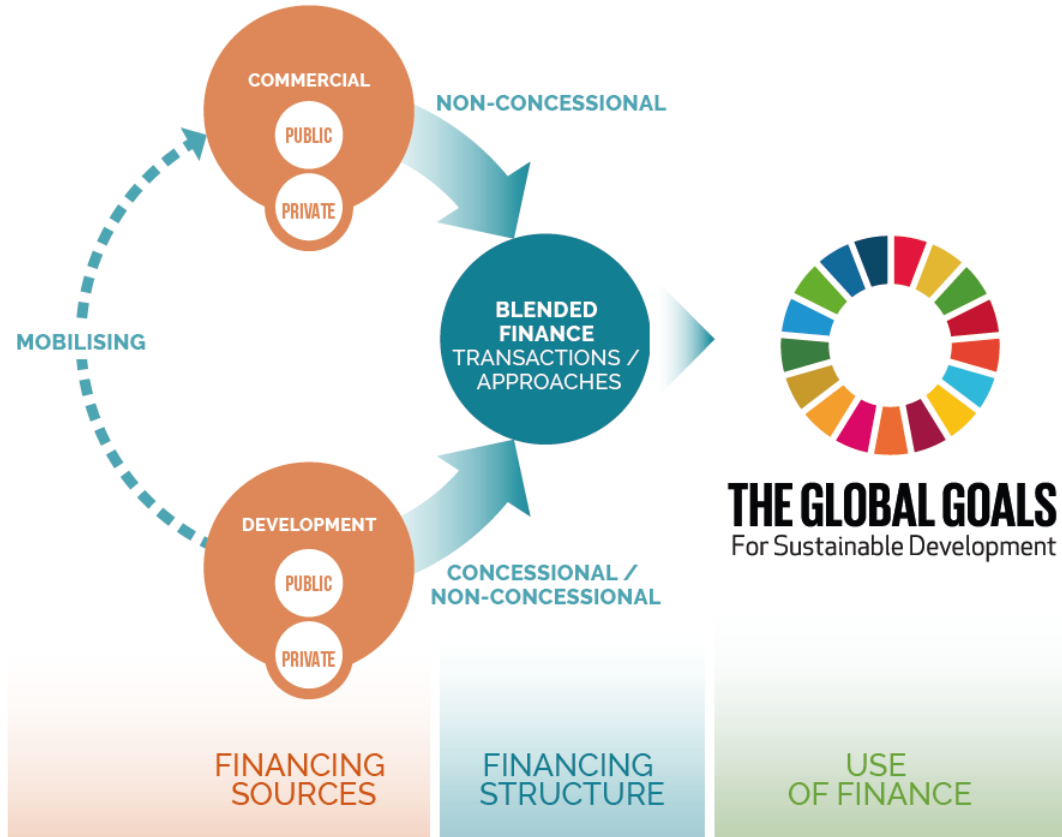 COMMERCIAL
PUBLIC
PRIVATE
NON-CONCESSIONAL
MOBILISING
BLENDED
FINANCE
TRANSACTIONS /
APPROACHES
THE GLOBAL GOALS
For Sustainable Development
DEVELOPMENT
PUBLIC
PRIVATE
CONCESSIONAL /
NON-CONCESSIONAL
FINANCING
SOURCES
FINANCING
STRUCTURE
USE
OF FINANCE